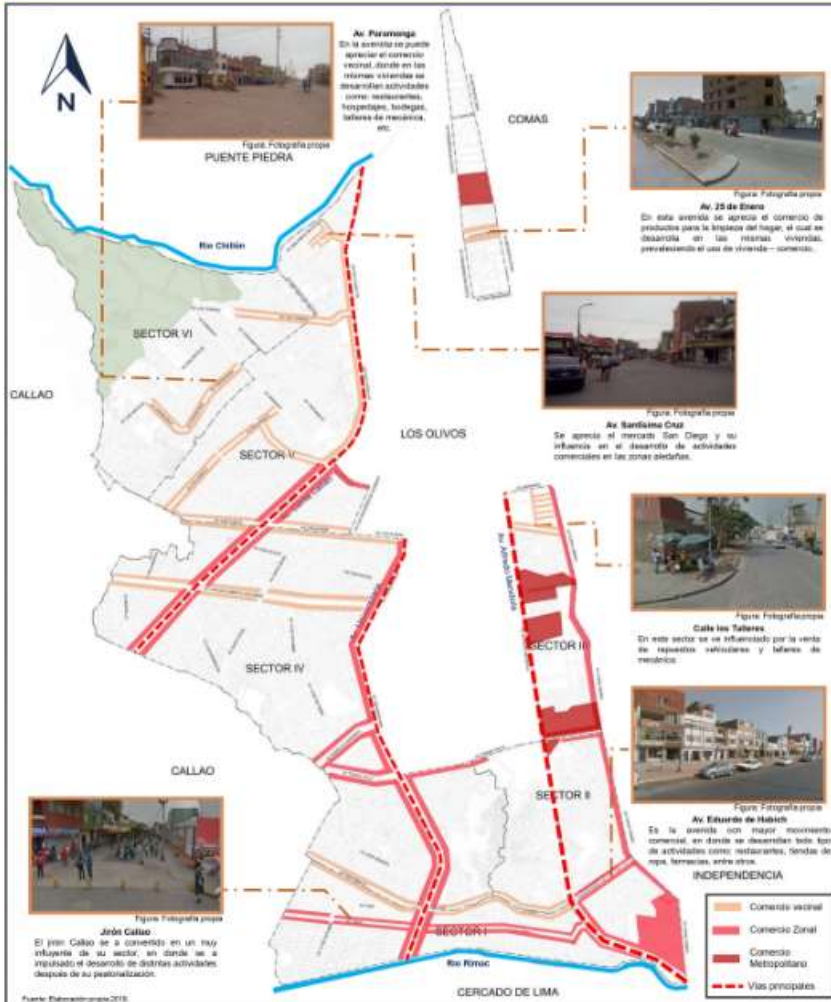 N
Av. Paramonga
En la avenida se puede
apreciar el comercio
vecinal, donde en las
mismas viviendas se
desarrollan actividades
como: restaurantes,
hospedajes, bodegas,
talleres de mecánica,
etc.
Figura. Fotografía propia
PUENTE PIEDRA
COMAS
Figura: Fotografía propia
Av. 25 de Enero
En esta avenida se aprecia el comercio de
productos para la limpieza del hogar, el cual se
desarrolla en las mismas viviendas,
prevaleciendo el uso de vivienda – comercio.
Río Chillón
SECTOR VI
CALLAO
LOS OLIVOS
SECTOR V
Figura. Fotografía propia
Av. Santísima Cruz
Se aprecia el mercado San Diego y su
influencia en el desarrollo de actividades
comerciales en las zonas aledañas.
Av. Alfredo Mendiola
Figura: Fotografía propia
Calle los Talleres
En este sector se ve influenciado por la venta
de repuestos vehiculares y talleres de
mecánica
SECTOR III
SECTOR IV
CALLAO
SECTOR II
Figura: Fotografía propia
Av. Eduardo de Habich
Es la avenida con mayor movimiento
comercial, en donde se desarrollan todo tipo
de actividades como: restaurantes, tiendas de
ropa, farmacias, entre otros.
INDEPENDENCIA
Figura: Fotografía propia
Jirón Callao
El jirón Callao se a convertido en un muy
influyente de su sector, en donde se a
impulsado el desarrollo de distintas actividades
después de su peatonalización.
SECTOR I
Río Rímac
CERCADO DE LIMA
Comercio vecinal
Comercio Zonal
Comercio
Metropolitano
Vías principales
Fuente: Elaboración propia 2018.